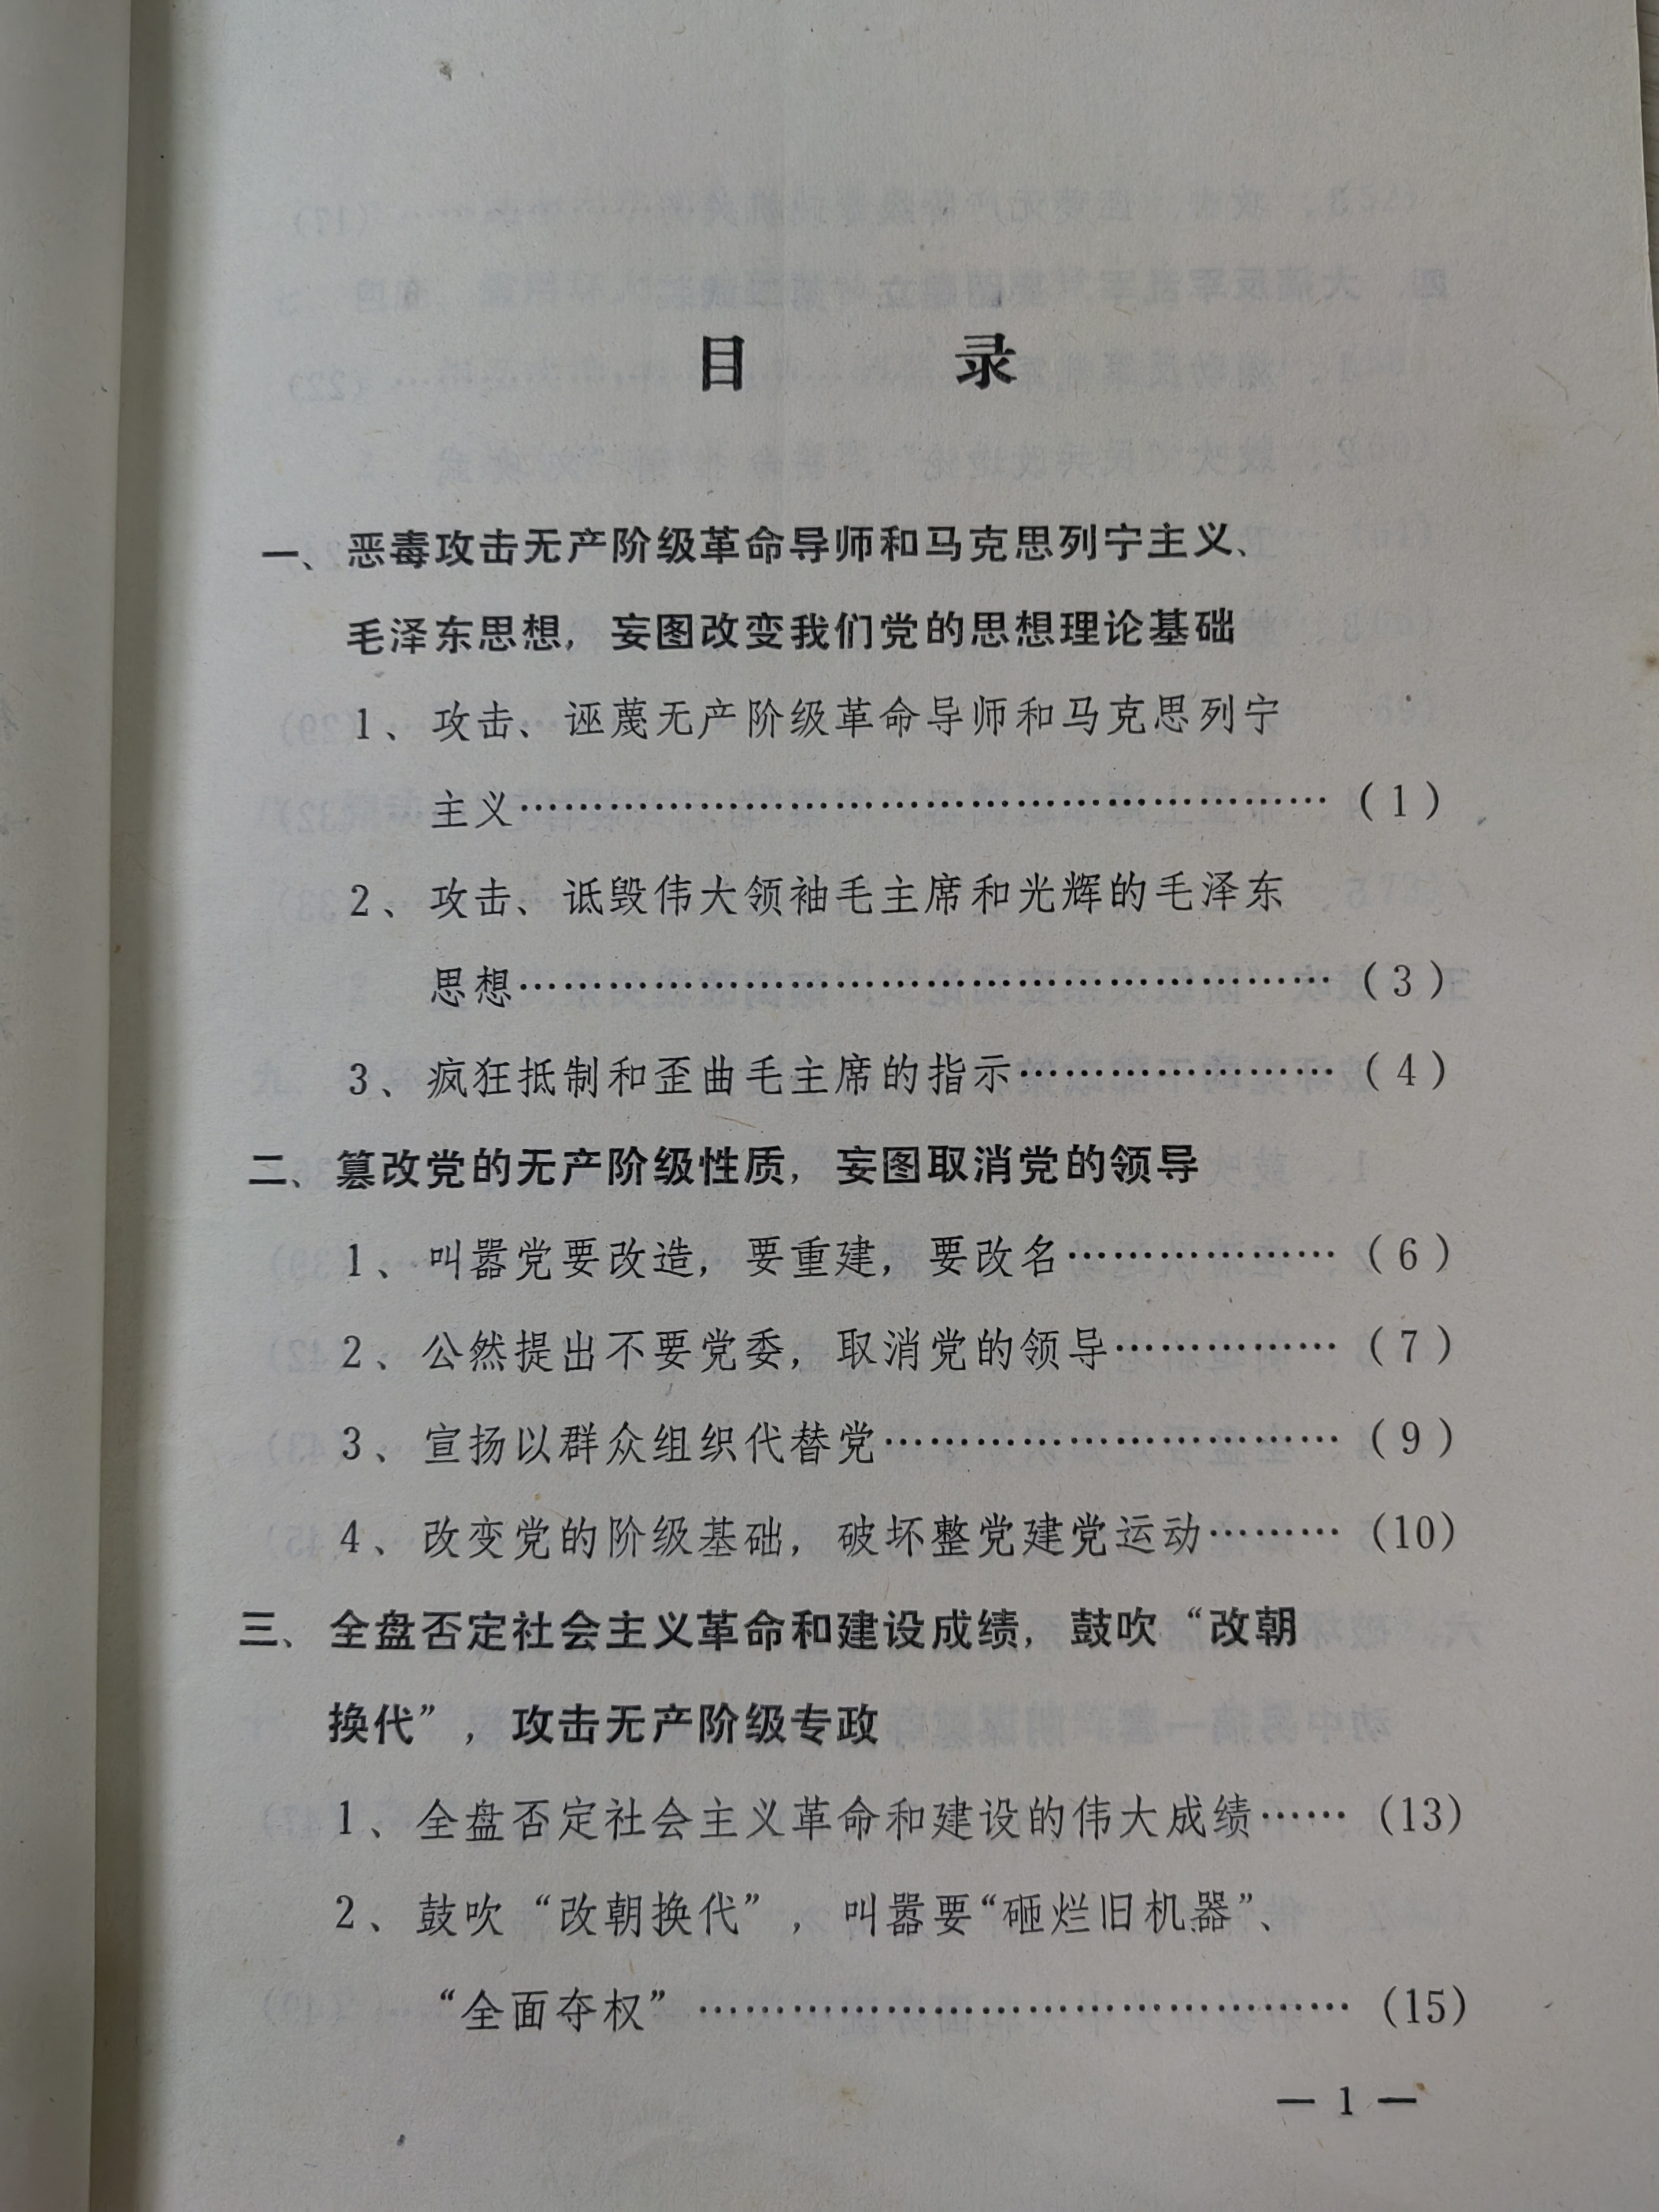 目 录
一、恶毒攻击无产阶级革命导师和马克思列宁主义、
毛泽东思想，妄图改变我们党的思想理论基础
1、攻击、诬蔑无产阶级革命导师和马克思列宁
主义……………………………………………（1）
2、攻击、诋毁伟大领袖毛主席和光辉的毛泽东
思想……………………………………………（3）
3、疯狂抵制和歪曲毛主席的指示…………………（4）
二、篡改党的无产阶级性质，妄图取消党的领导
1、叫嚣党要改造，要重建，要改名………………（6）
2、公然提出不要党委，取消党的领导……………（7）
3、宣扬以群众组织代替党…………………………（9）
4、改变党的阶级基础，破坏整党建党运动………（10）
三、全盘否定社会主义革命和建设成绩，鼓吹“改朝
换代”，攻击无产阶级专政
1、全盘否定社会主义革命和建设的伟大成绩……（13）
2、鼓吹“改朝换代”，叫嚣要“砸烂旧机器”、
“全面夺权”……………………………………（15）
— 1 —